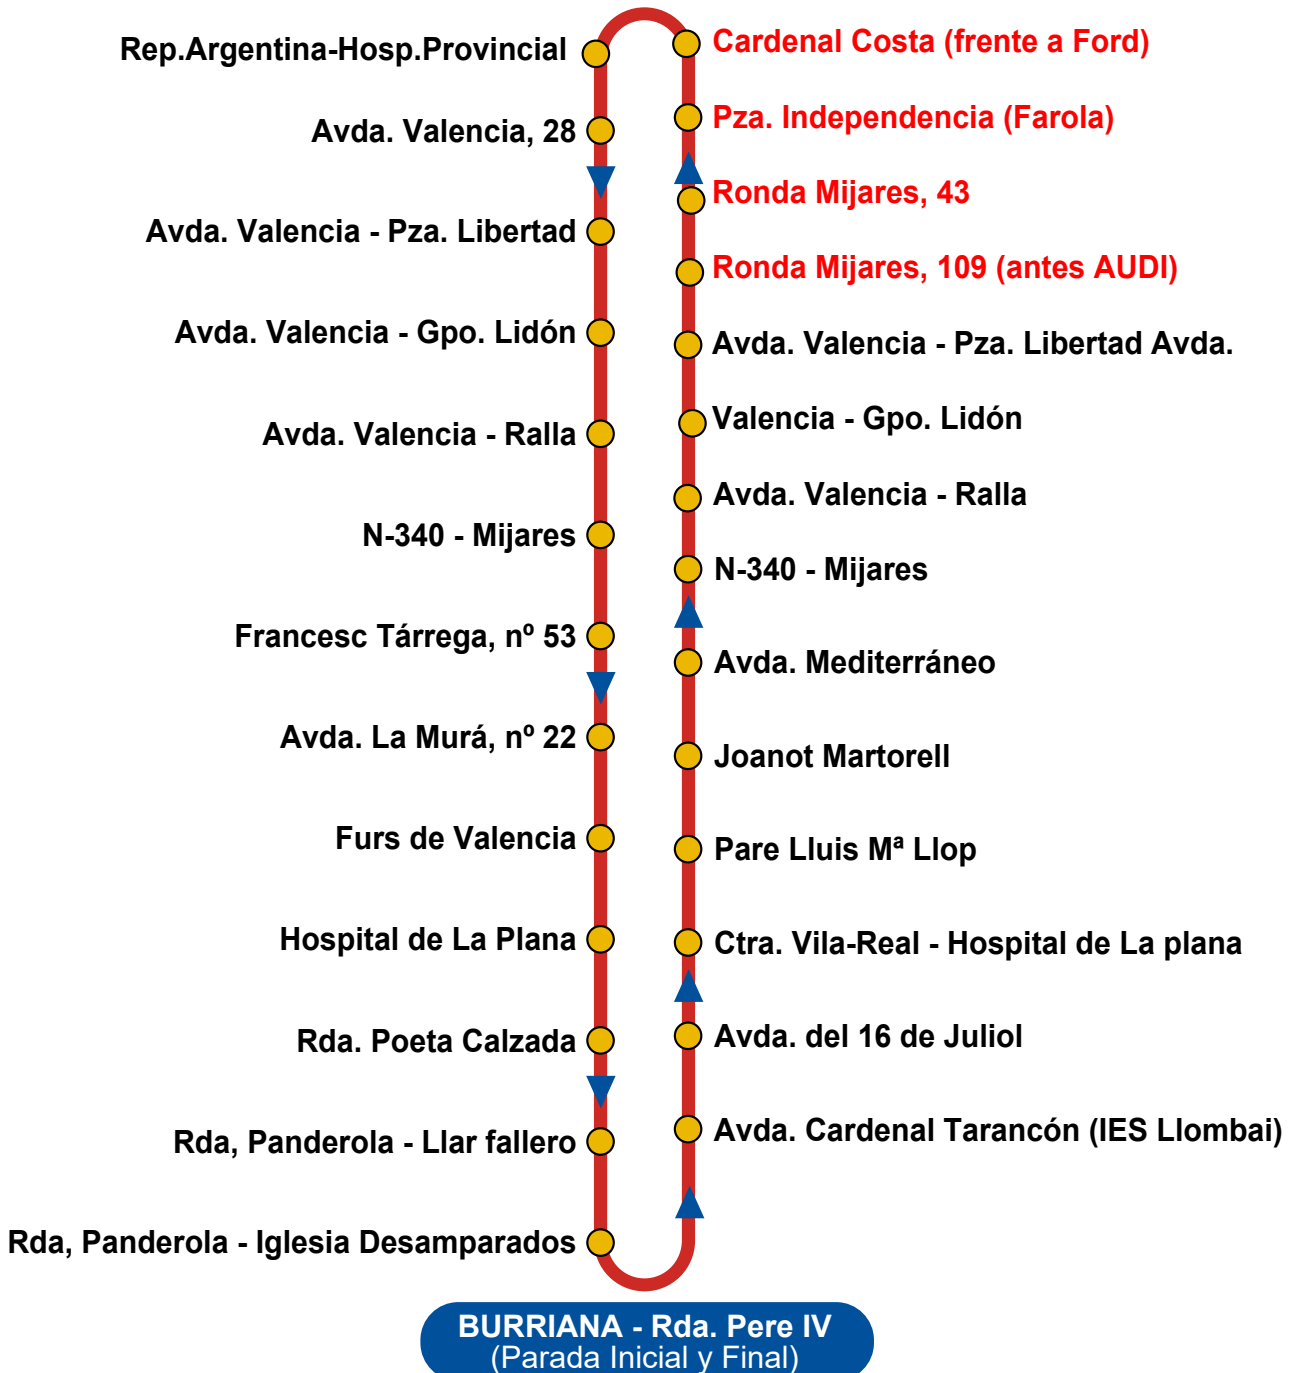 Rep.Argentina-Hosp.Provincial
Avda. Valencia, 28
Avda. Valencia - Pza. Libertad
Avda. Valencia - Gpo. Lidón
Avda. Valencia - Ralla
N-340 - Mijares
Francesc Tárrega, nº 53
Avda. La Murá, nº 22
Furs de Valencia
Hospital de La Plana
Rda. Poeta Calzada
Rda, Panderola - Llar fallero
Rda, Panderola - Iglesia Desamparados
Cardenal Costa (frente a Ford)
Pza. Independencia (Farola)
Ronda Mijares, 43
Ronda Mijares, 109 (antes AUDI)
Avda. Valencia - Pza. Libertad Avda.
Valencia - Gpo. Lidón
Avda. Valencia - Ralla
N-340 - Mijares
Avda. Mediterráneo
Joanot Martorell
Pare Lluis Mª Llop
Ctra. Vila-Real - Hospital de La plana
Avda. del 16 de Juliol
Avda. Cardenal Tarancón (IES Llombai)
BURRIANA - Rda. Pere IV
(Parada Inicial y Final)